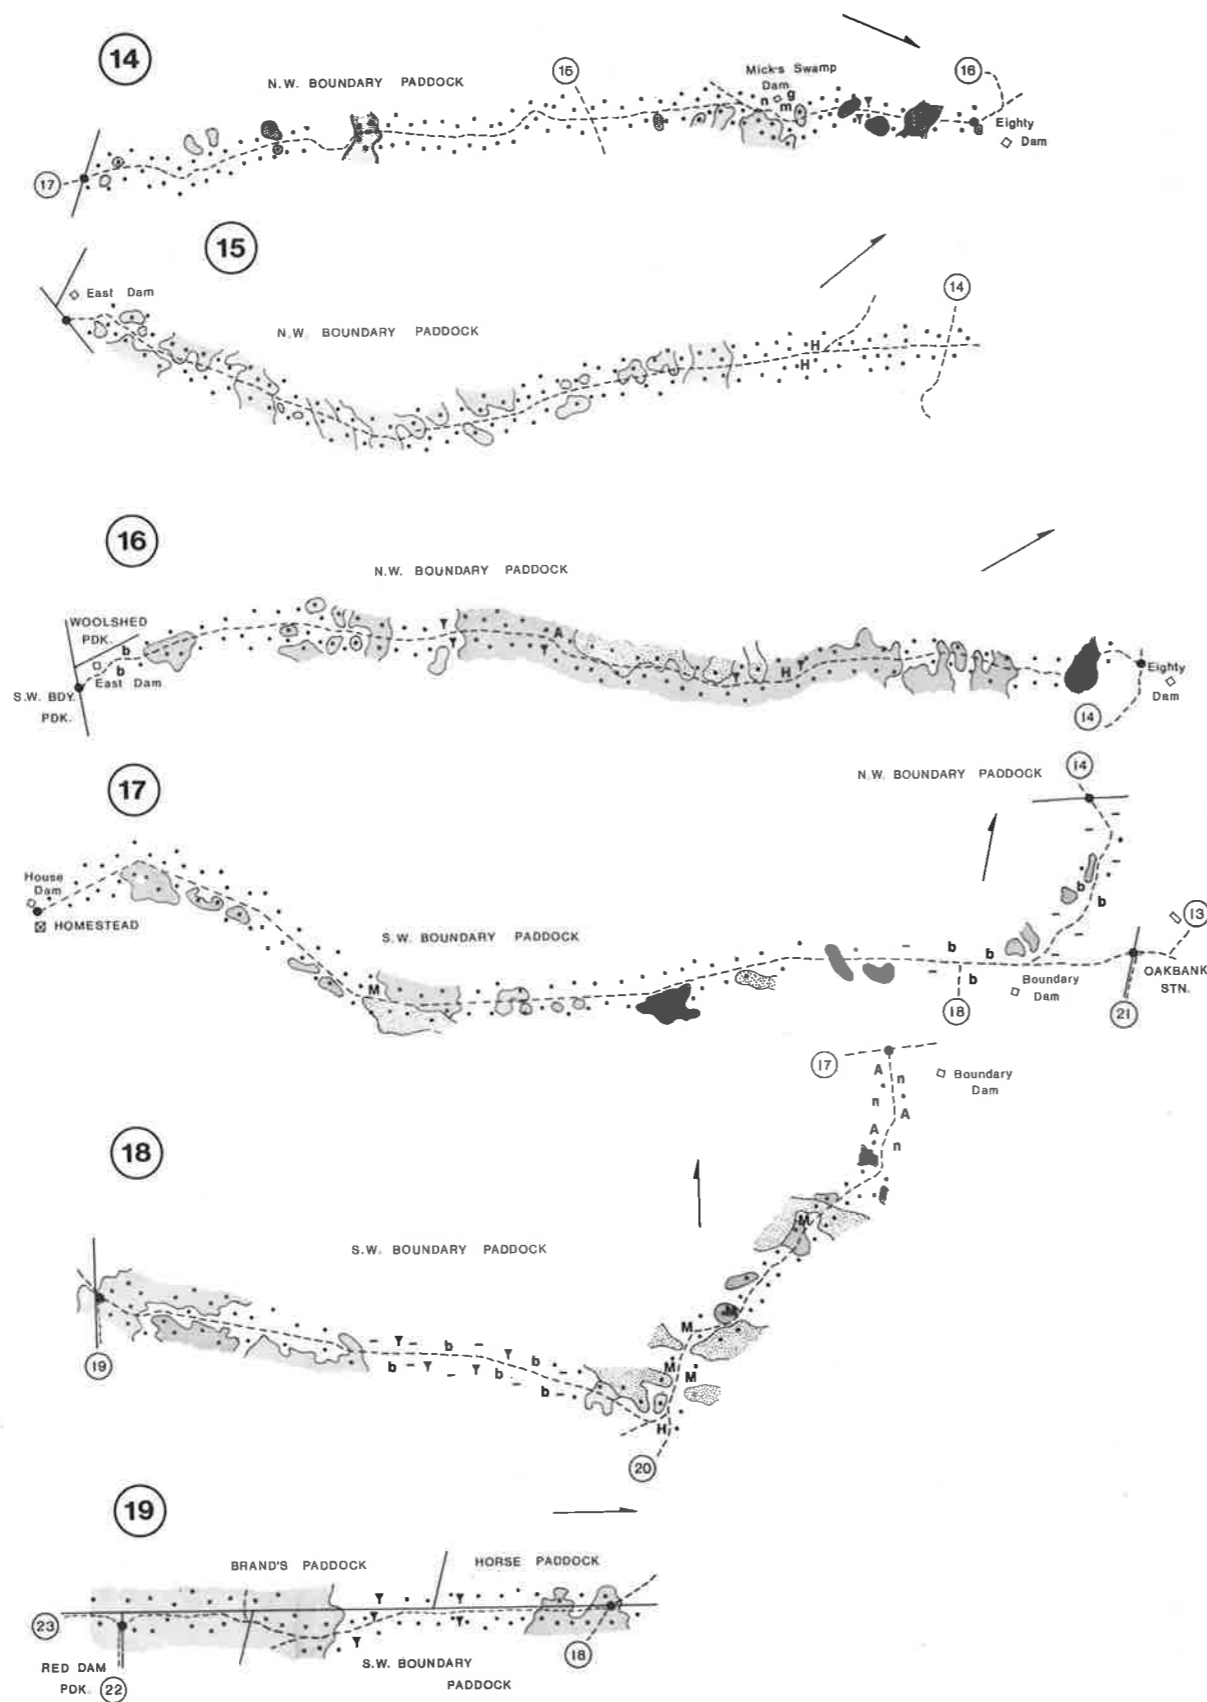 14
N.W. BOUNDARY PADDOCK
15
Mick's Swamp
Dam
n g
m
16
Eighty
Dam
17
15
East Dam
N.W. BOUNDARY PADDOCK
14
H
H
16
N.W. BOUNDARY PADDOCK
WOOLSHED
PDK.
b
b
East Dam
S.W. BDY.
PDK.
Y
Y
A
Y
Y
H
Y
Eighty
Dam
14
17
N.W. BOUNDARY PADDOCK
14
House
Dam
HOMESTEAD
S.W. BOUNDARY PADDOCK
M
b
b
b
b
b
13
OAKBANK
STN.
Boundary
Dam
18
21
17
A
n
n
A
A
n
Boundary
Dam
18
S.W. BOUNDARY PADDOCK
M
M
M
M
M
Y
b
Y
b
b
Y
Y
b
b
H
19
20
19
BRAND'S PADDOCK
HORSE PADDOCK
Y
Y
Y
Y
Y
23
18
RED DAM
PDK.
22
S.W. BOUNDARY
PADDOCK